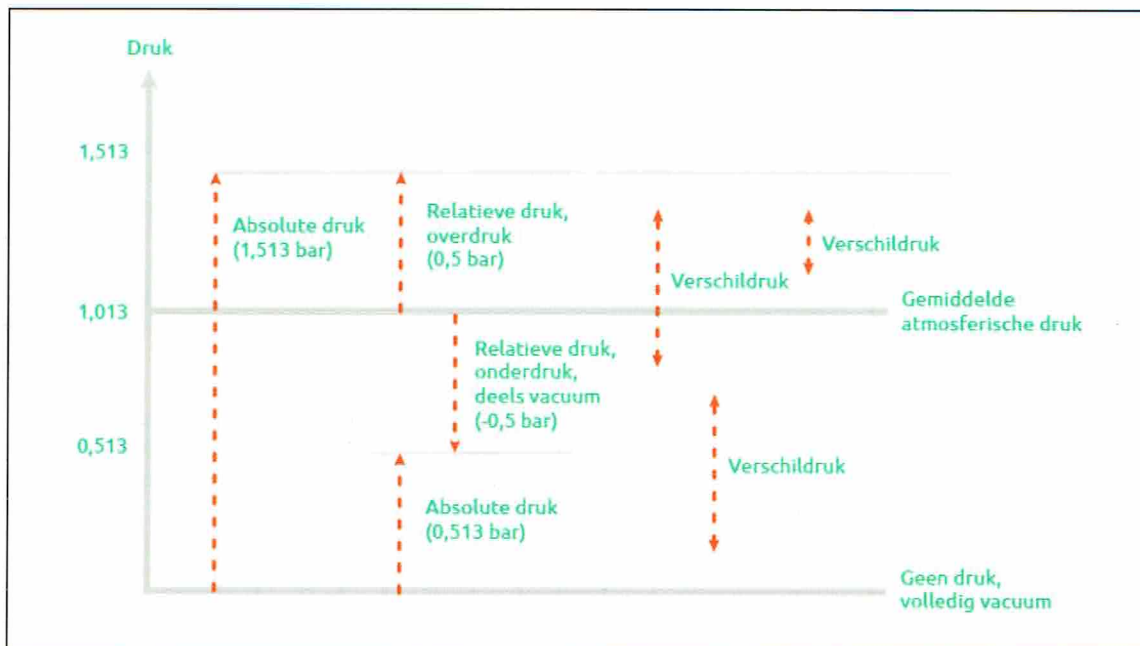 Druk
1,513
Absolute druk
(1,513 bar)
Relatieve druk,
overdruk
(0,5 bar)
Verschildruk
Verschildruk
1,013
Gemiddelde
atmosferische druk
Relatieve druk,
onderdruk,
deels vacuum
(-0,5 bar)
0,513
Verschildruk
Absolute druk
(0,513 bar)
Geen druk,
volledig vacuum